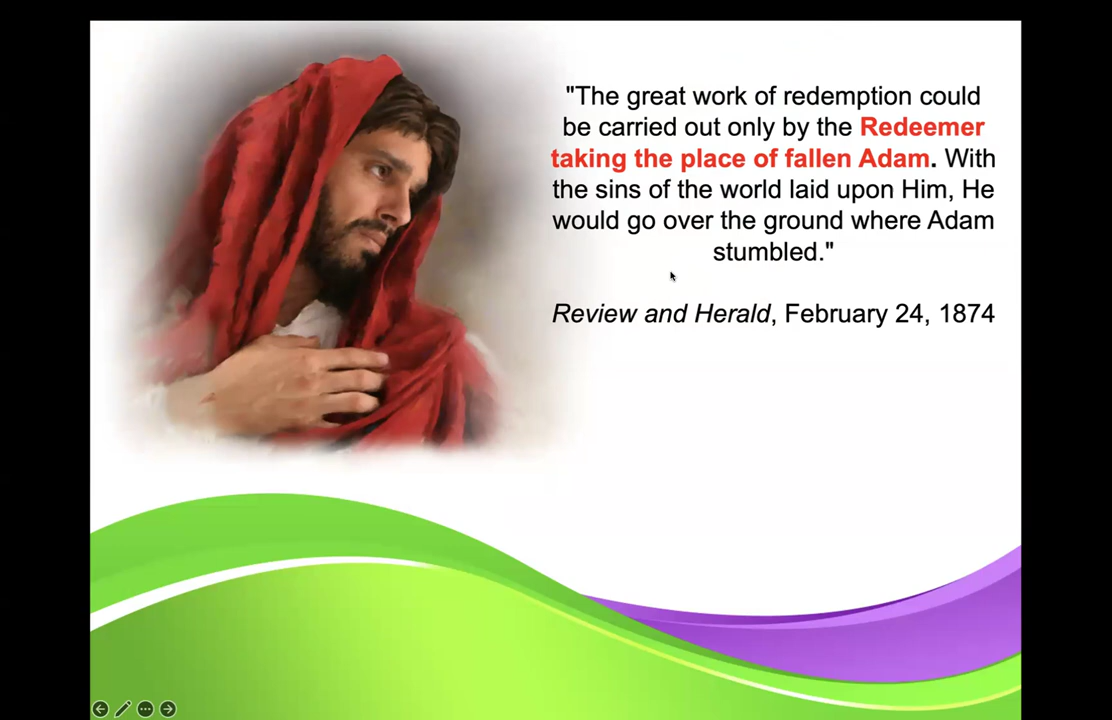 "The great work of redemption could
be carried out only by the Redeemer
taking the place of fallen Adam. With
the sins of the world laid upon Him, He
would go over the ground where Adam
stumbled."
Review and Herald, February 24, 1874